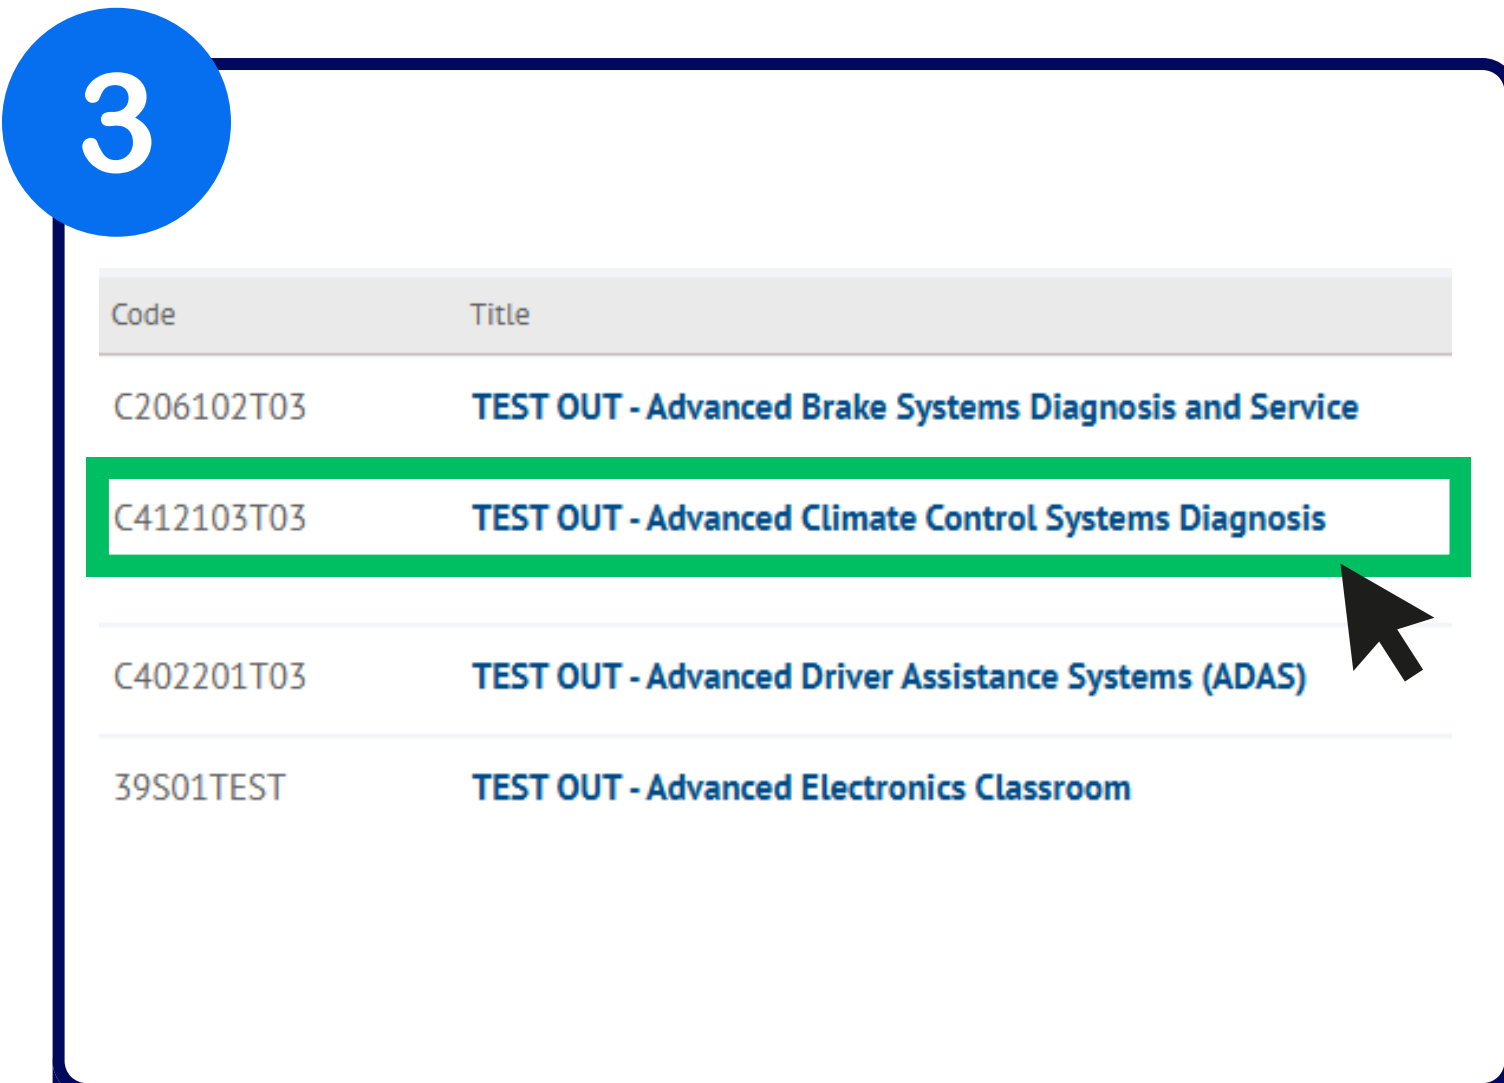 3
Code Title
C206102T03 TEST OUT - Advanced Brake Systems Diagnosis and Service
C412103T03 TEST OUT - Advanced Climate Control Systems Diagnosis
C402201T03 TEST OUT - Advanced Driver Assistance Systems (ADAS)
39S01TEST TEST OUT - Advanced Electronics Classroom